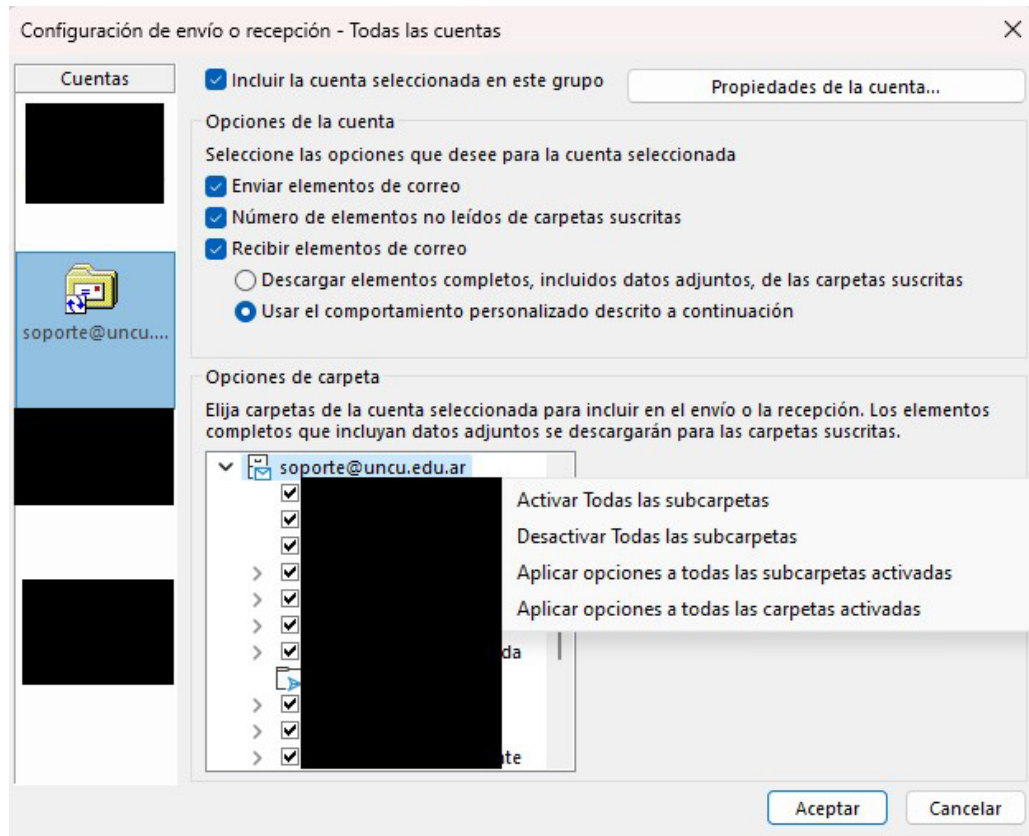 Configuración de envío o recepción - Todas las cuentas
Cuentas
Incluir la cuenta seleccionada en este grupo
Propiedades de la cuenta...
Opciones de la cuenta
Seleccione las opciones que desee para la cuenta seleccionada
Enviar elementos de correo
Número de elementos no leídos de carpetas suscritas
Recibir elementos de correo
Descargar elementos completos, incluidos datos adjuntos, de las carpetas suscritas
Usar el comportamiento personalizado descrito a continuación
soporte@uncu....
Opciones de carpeta
Elija carpetas de la cuenta seleccionada para incluir en el envío o la recepción. Los elementos
completos que incluyan datos adjuntos se descargarán para las carpetas suscritas.
soporte@uncu.edu.ar
Activar Todas las subcarpetas
Desactivar Todas las subcarpetas
Aplicar opciones a todas las subcarpetas activadas
Aplicar opciones a todas las carpetas activadas
da
te
Aceptar
Cancelar